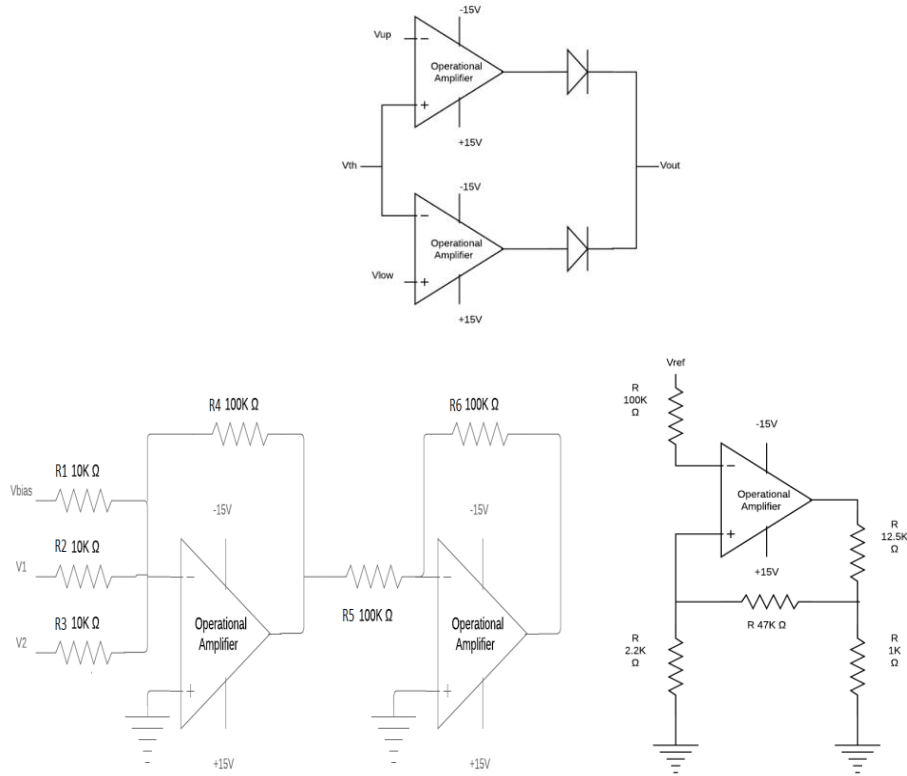 -15V
Vup
Operational
Amplifier
+15V
Vth
Vout
-15V
Operational
Amplifier
Vlow
+15V
R4 100K Ω
R1 10K Ω
Vbias
-15V
R2 10K Ω
V1
R3 10K Ω
V2
Operational
Amplifier
+15V
R6 100K Ω
-15V
R5 100K Ω
Operational
Amplifier
+15V
Vref
R
100K
Ω
-15V
Operational
Amplifier
+15V
R
12.5K
Ω
R 47K Ω
R
2.2K
Ω
R
1K
Ω